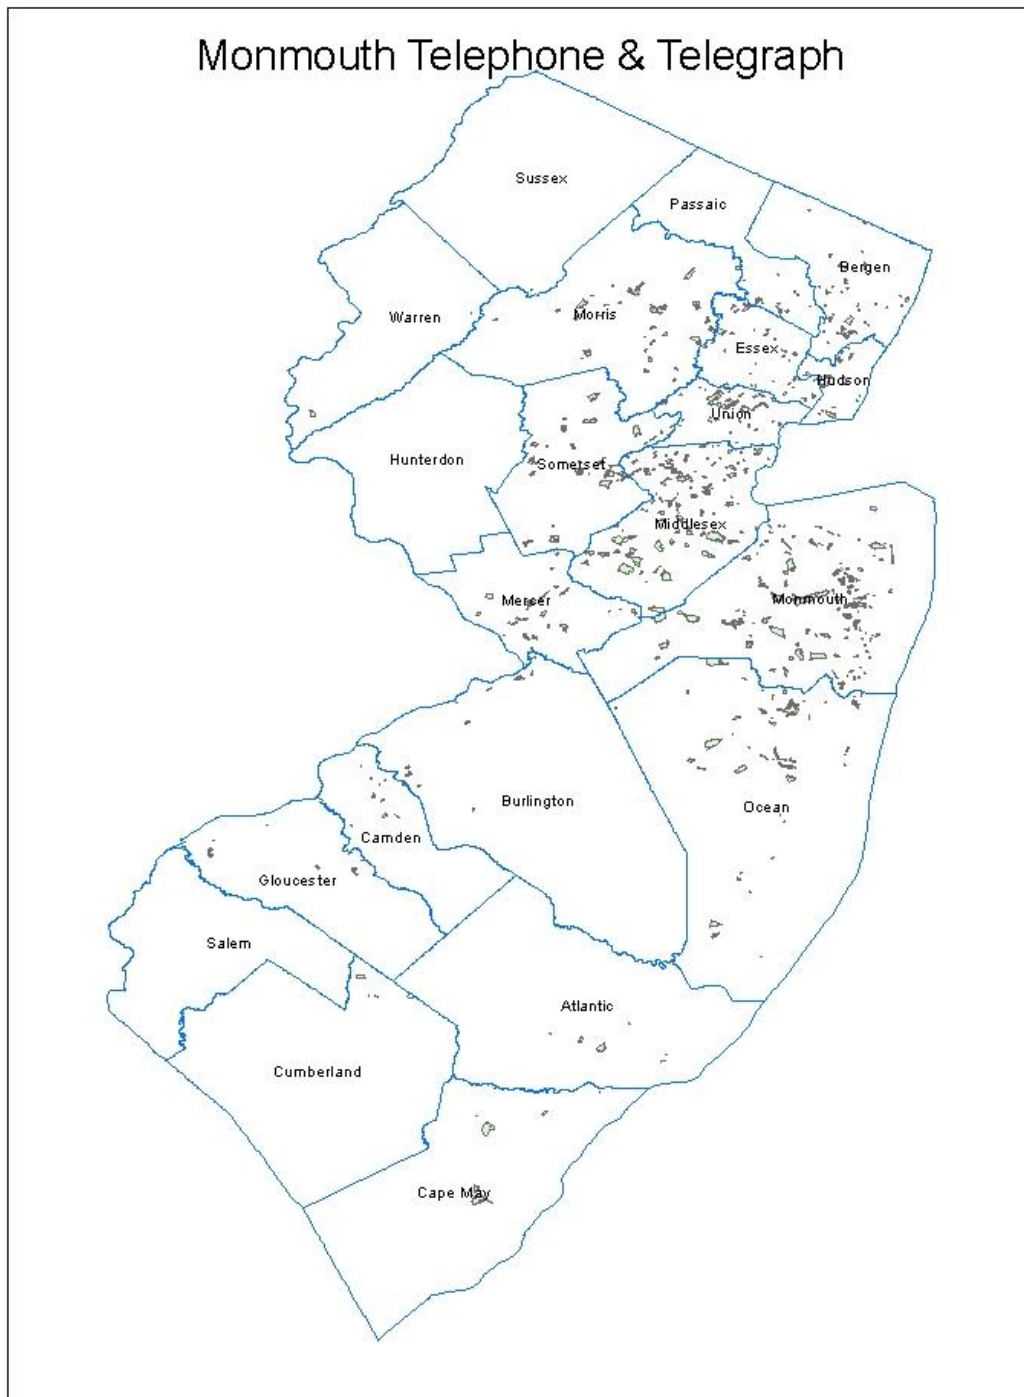 Monmouth Telephone & Telegraph
Sussex
Passaic
Bergen
Warren
Morris
Essex
Hudson
Union
Hunterdon
Somerset
Middlesex
Mercer
Monmouth
Burlington
Ocean
Camden
Gloucester
Salem
Atlantic
Cumberland
Cape May